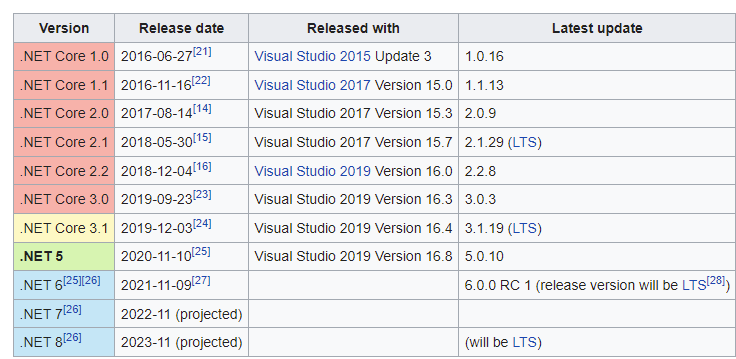 Version Release date Released with Latest update
.NET Core 1.0 2016-06-27[21] Visual Studio 2015 Update 3 1.0.16
.NET Core 1.1 2016-11-16[22] Visual Studio 2017 Version 15.0 1.1.13
.NET Core 2.0 2017-08-14[14] Visual Studio 2017 Version 15.3 2.0.9
.NET Core 2.1 2018-05-30[15] Visual Studio 2017 Version 15.7 2.1.29 (LTS)
.NET Core 2.2 2018-12-04[16] Visual Studio 2019 Version 16.0 2.2.8
.NET Core 3.0 2019-09-23[23] Visual Studio 2019 Version 16.3 3.0.3
.NET Core 3.1 2019-12-03[24] Visual Studio 2019 Version 16.4 3.1.19 (LTS)
.NET 5 2020-11-10[25] Visual Studio 2019 Version 16.8 5.0.10
.NET 6[25][26] 2021-11-09[27] 6.0.0 RC 1 (release version will be LTS[28])
.NET 7[26] 2022-11 (projected)
.NET 8[26] 2023-11 (projected) (will be LTS)